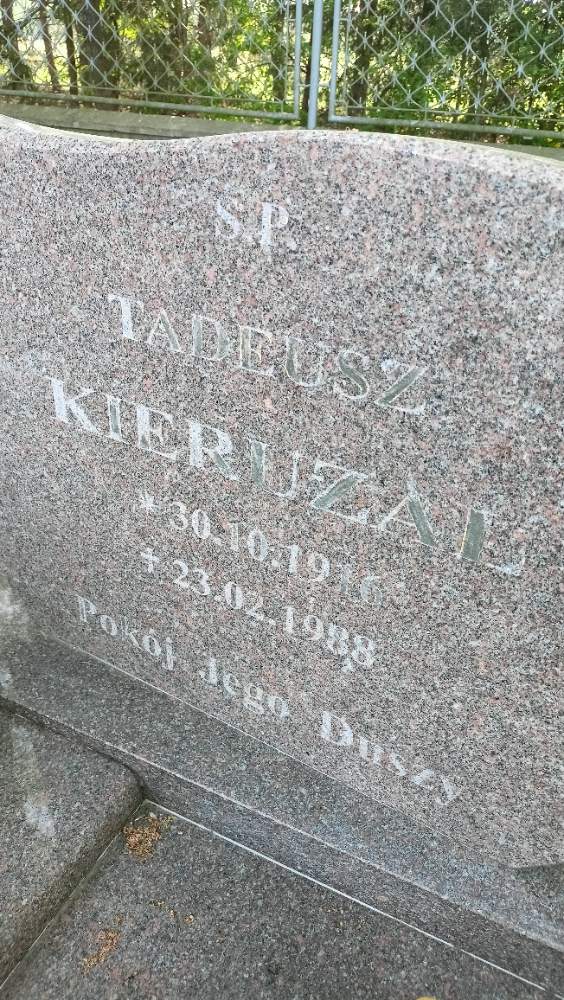 S.P.
TADEUSZ
KIERUZAL
* 30.10.1916
✝ 23.02.1988
Pokój Jego Duszy